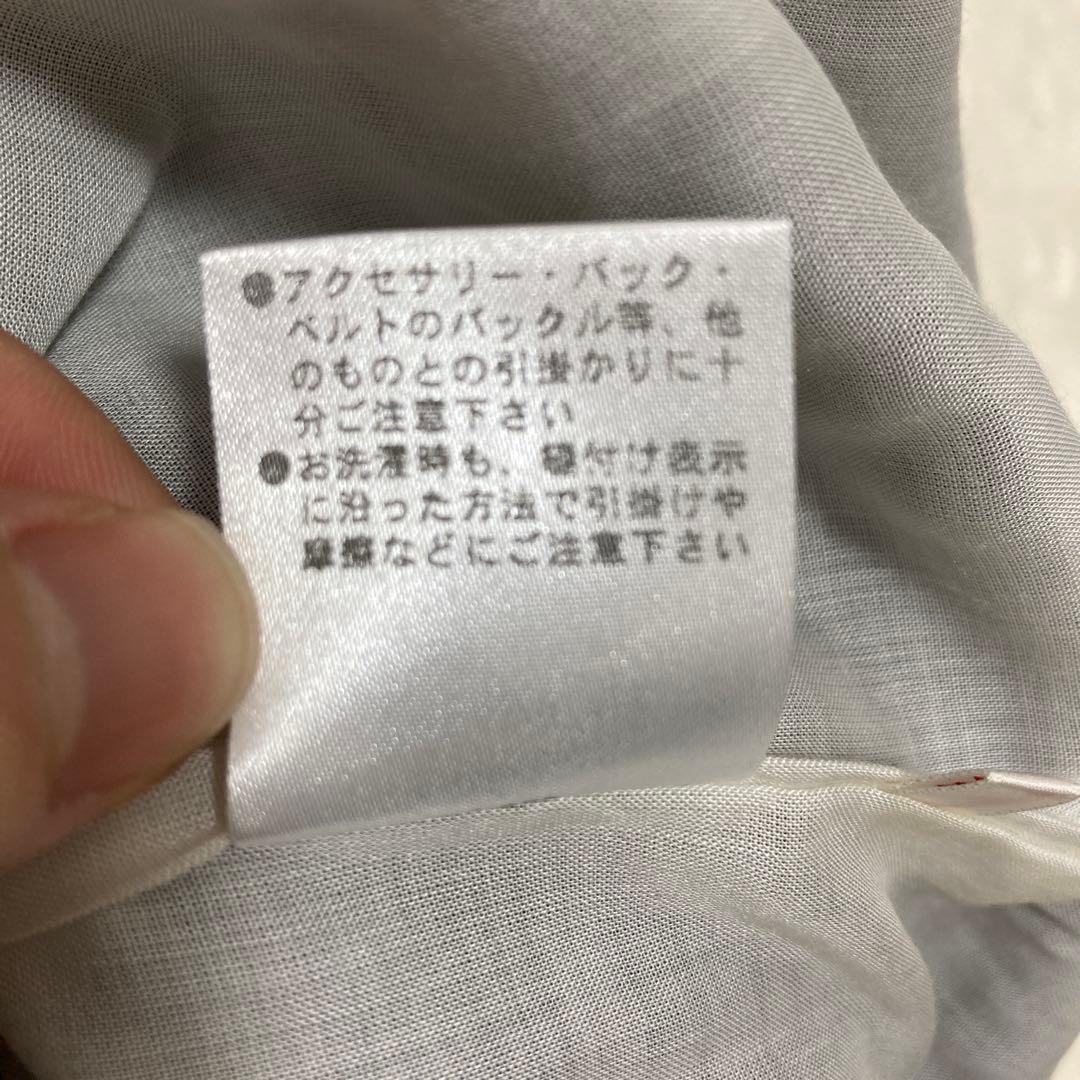 ●アクセサリー・バック・
ベルトのバックル等、他
のものとの引掛かりに十
分ご注意下さい
●お洗濯時も、縫付け表示
に沿った方法で引掛けや
摩擦などにご注意下さい